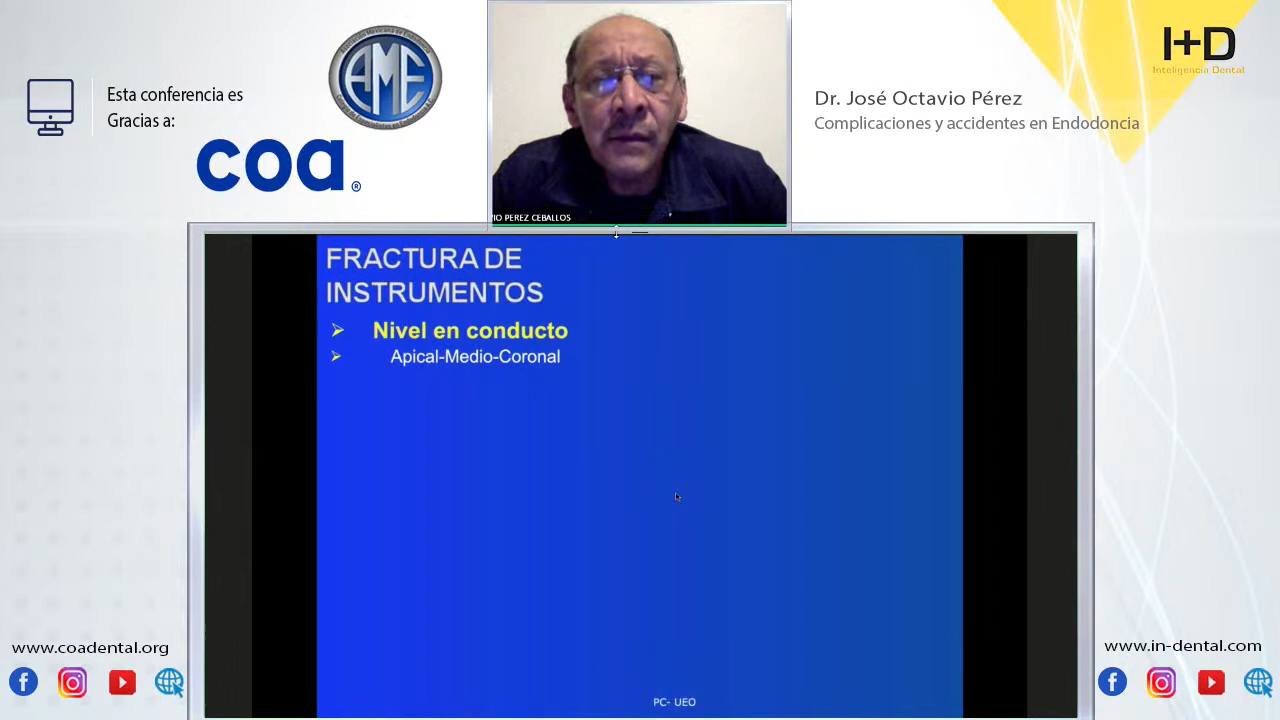 Esta conferencia es
Gracias a:
coa®
AME
I+D
Inteligencia Dental
Dr. José Octavio Pérez
Complicaciones y accidentes en Endodoncia
IO PEREZ CEBALLOS
FRACTURA DE
INSTRUMENTOS
Nivel en conducto
Apical-Medio-Coronal
PC- UEO
www.coadental.org
www.in-dental.com